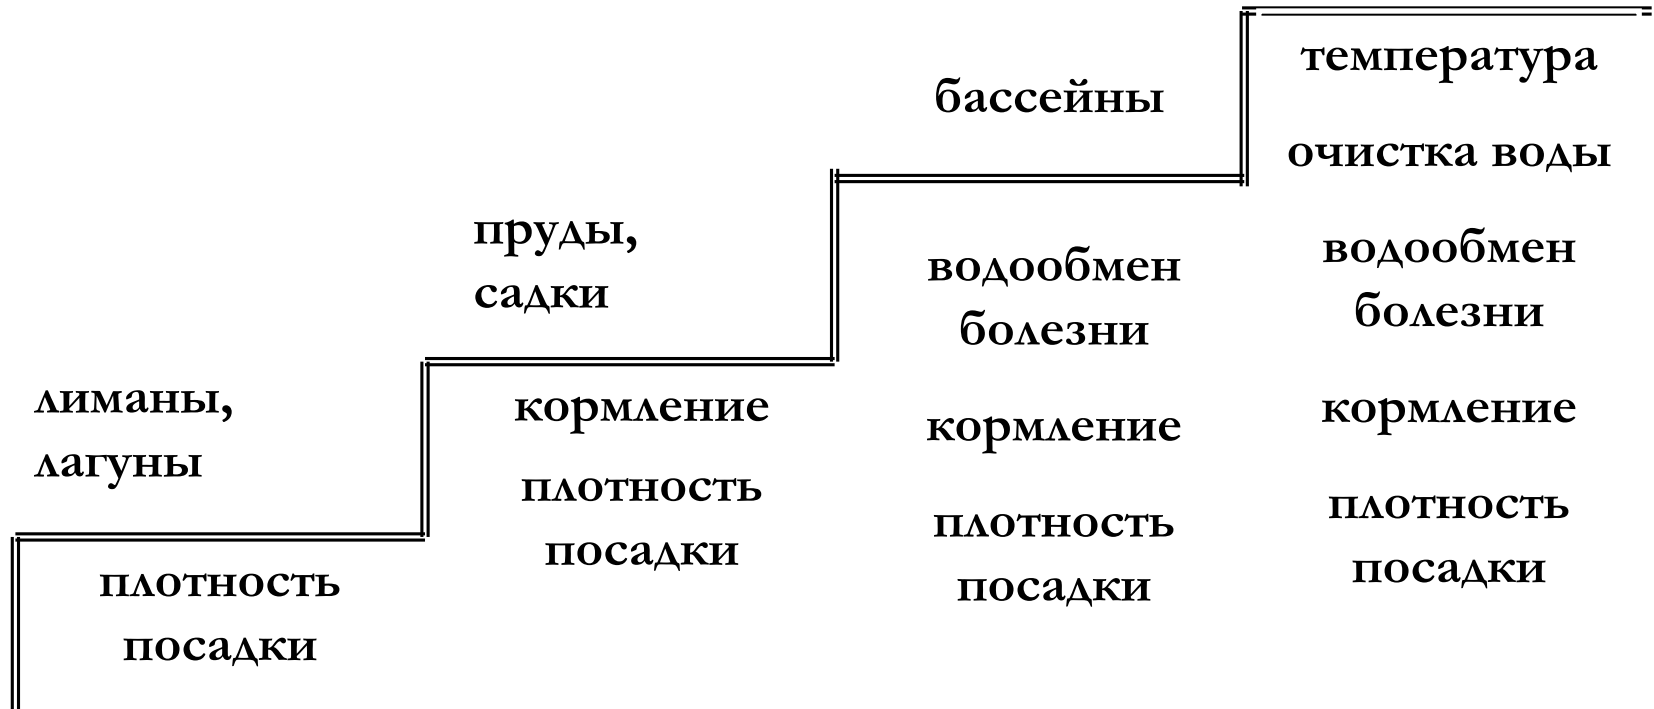 лиманы,
лагуны
плотность
посадки
пруды,
садки
кормление
плотность
посадки
бассейны
водообмен
болезни
кормление
плотность
посадки
температура
очистка воды
водообмен
болезни
кормление
плотность
посадки